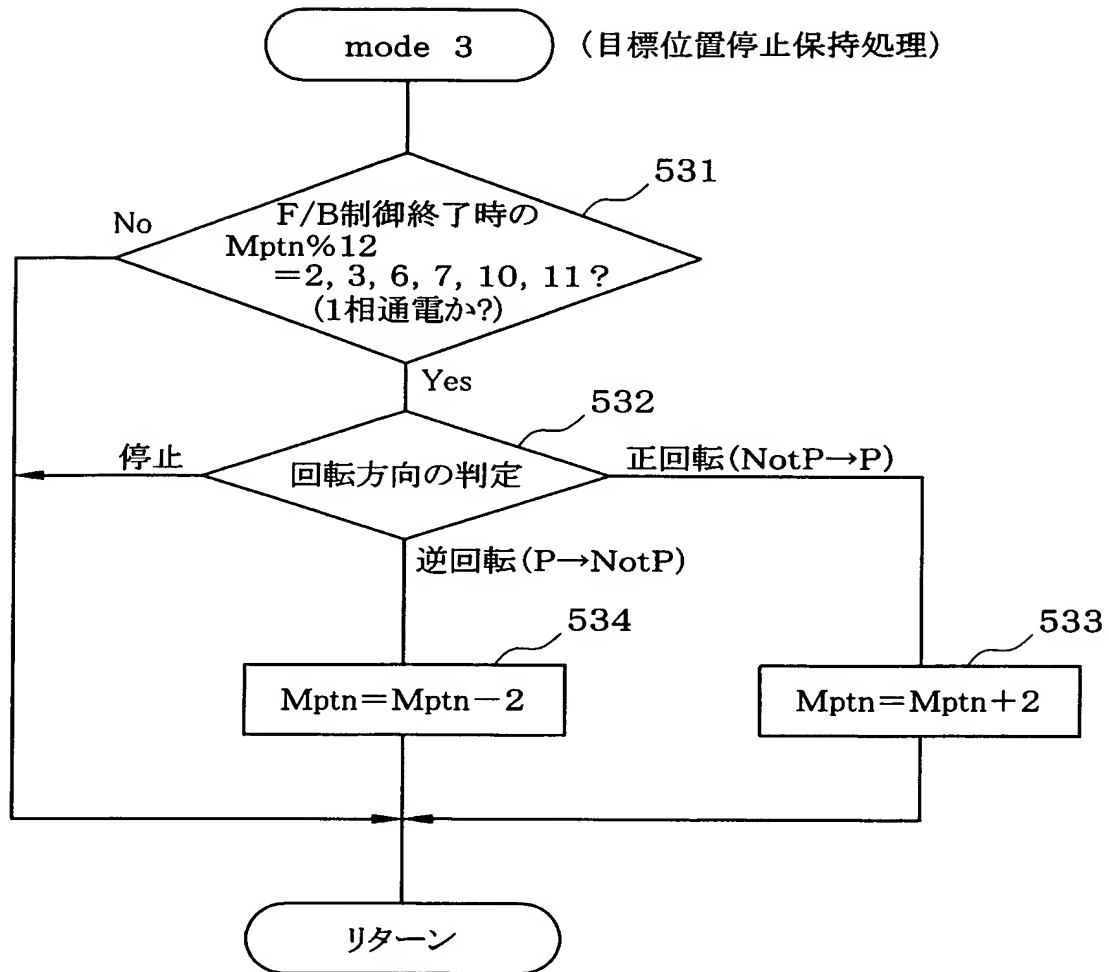 mode 3
(目標位置停止保持処理)
531
No
F/B制御終了時の
Mptn%12
=2, 3, 6, 7, 10, 11?
(1相通電か?)
Yes
532
停止
回転方向の判定
正回転(NotP→P)
逆回転(P→NotP)
534
533
Mptn=Mptn−2
Mptn=Mptn+2
リターン